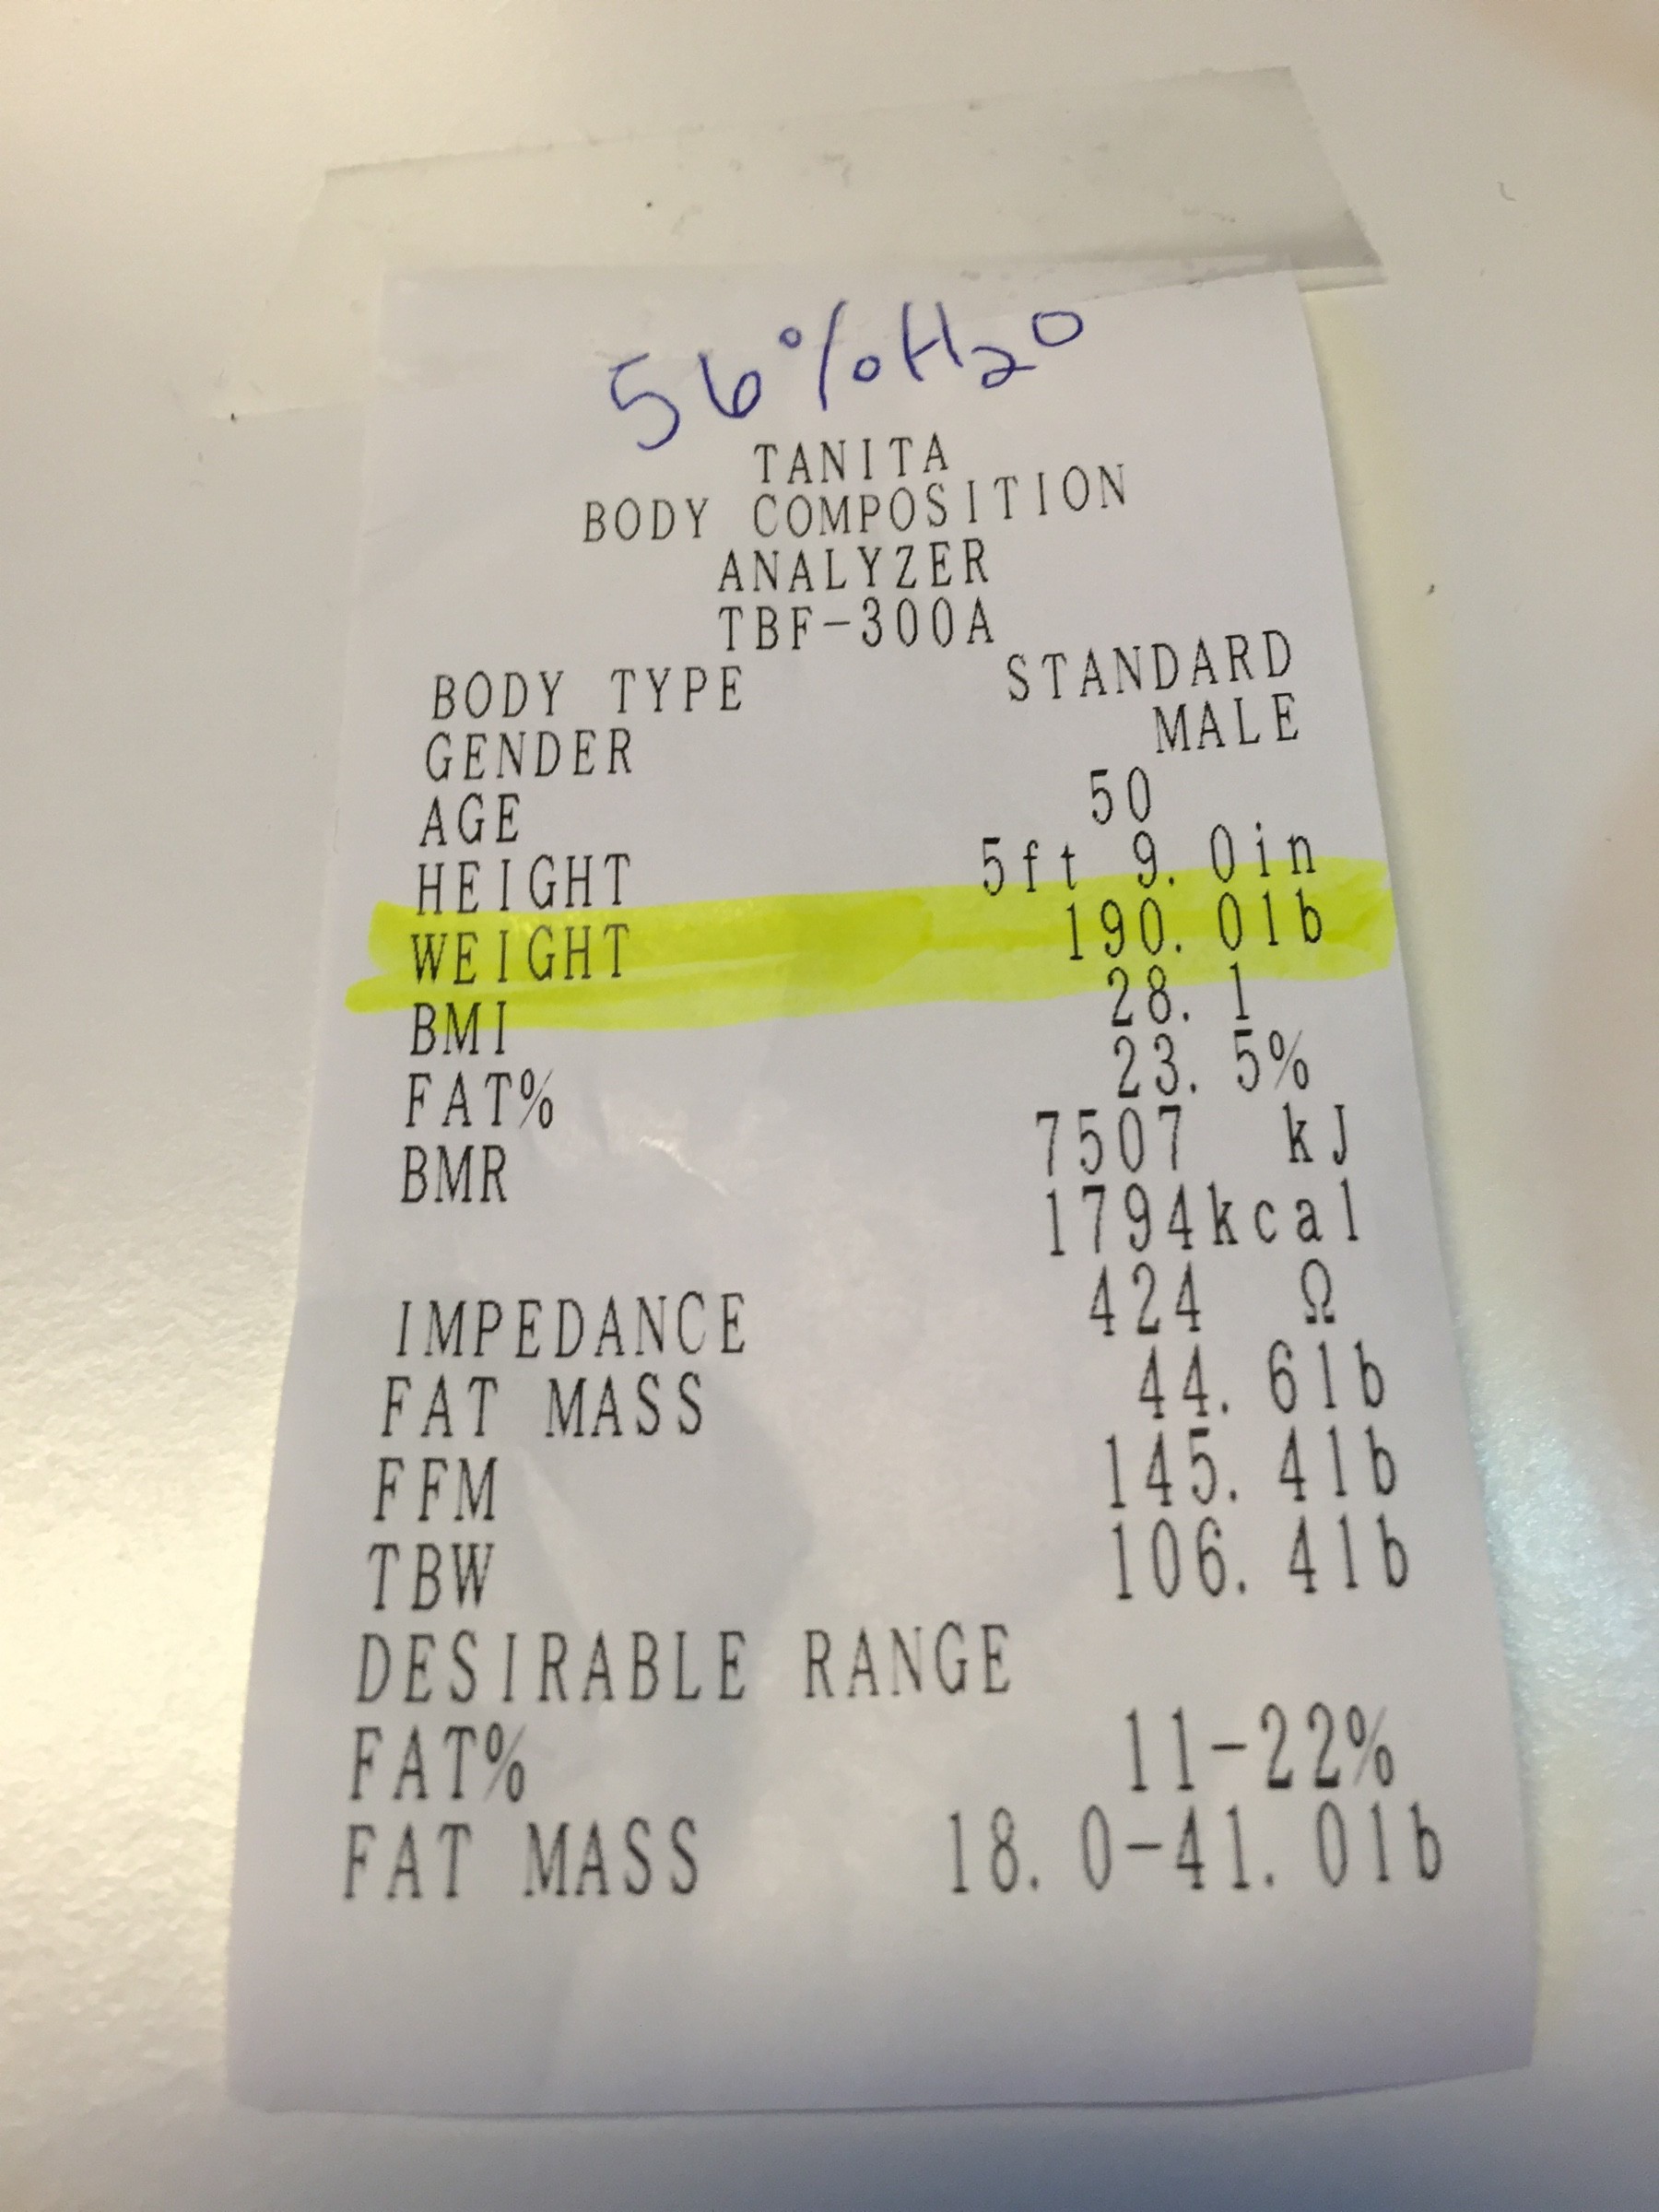 56%H2O
TANITA
BODY COMPOSITION
ANALYZER
TBF-300A
BODY TYPE STANDARD
GENDER MALE
AGE 50
HEIGHT 5ft 9.0in
WEIGHT 190.0lb
BMI 28.1
FAT% 23.5%
BMR 7507 kJ
1794kcal
IMPEDANCE 424 Ω
FAT MASS 44.6lb
FFM 145.4lb
TBW 106.4lb
DESIRABLE RANGE
FAT% 11-22%
FAT MASS 18.0-41.0lb